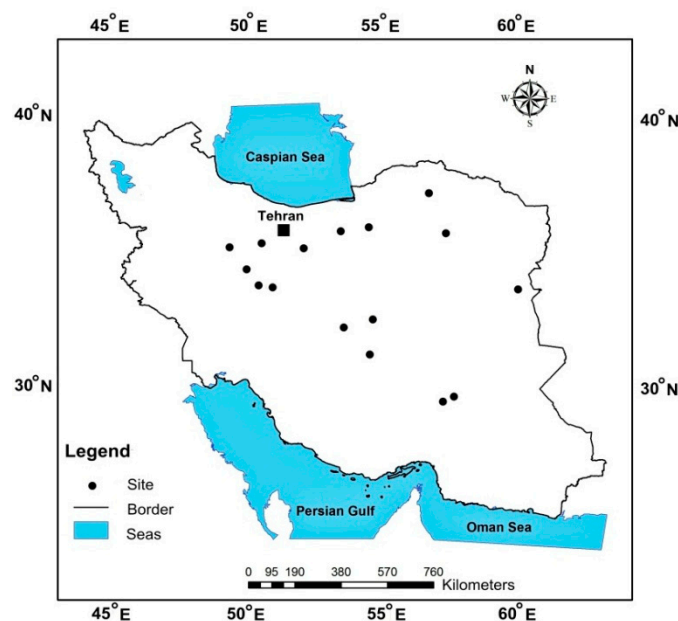 45°E 50°E 55°E 60°E
N
W E
S
40°N 40°N
Caspian Sea
Tehran
30°N 30°N
Legend
Site
Border
Seas
Persian Gulf
Oman Sea
0 95 190 380 570 760
Kilometers
45°E 50°E 55°E 60°E